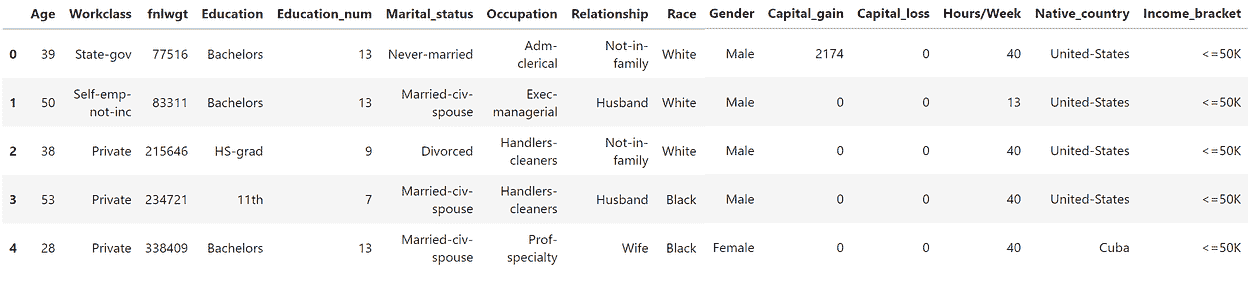 Age Workclass fnlwgt Education Education_num Marital_status Occupation Relationship Race Gender Capital_gain Capital_loss Hours/Week Native_country Income_bracket
0 39 State-gov 77516 Bachelors 13 Never-married Adm-
clerical Not-in-
family White Male 2174 0 40 United-States <=50K
1 50 Self-emp-
not-inc 83311 Bachelors 13 Married-civ-
spouse Exec-
managerial Husband White Male 0 0 13 United-States <=50K
2 38 Private 215646 HS-grad 9 Divorced Handlers-
cleaners Not-in-
family White Male 0 0 40 United-States <=50K
3 53 Private 234721 11th 7 Married-civ-
spouse Handlers-
cleaners Husband Black Male 0 0 40 United-States <=50K
4 28 Private 338409 Bachelors 13 Married-civ-
spouse Prof-
specialty Wife Black Female 0 0 40 Cuba <=50K